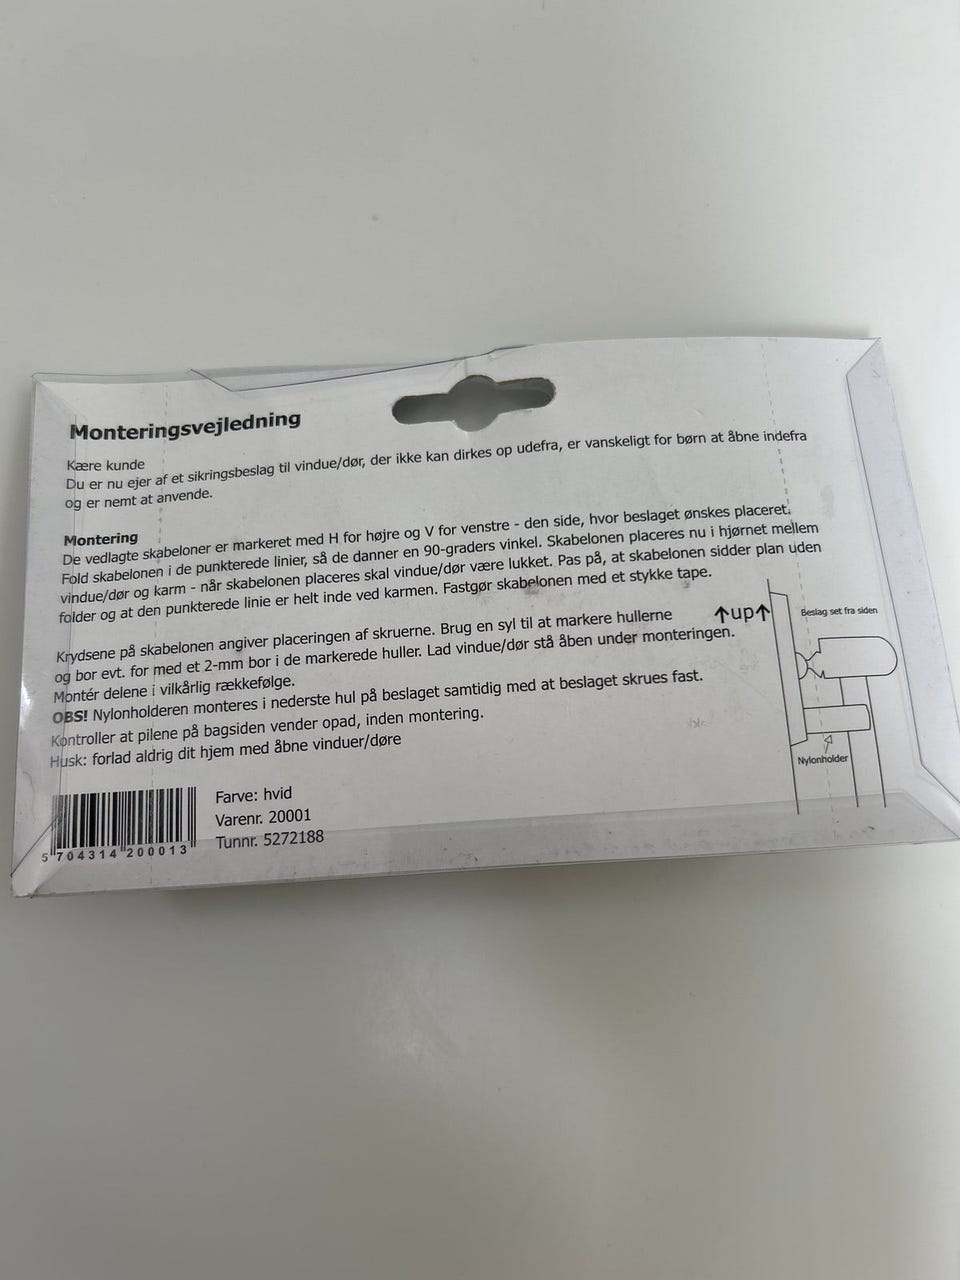 Monteringsvejledning
Kære kunde
Du er nu ejer af et sikringsbeslag til vindue/dør, der ikke kan dirkes op udefra, er vanskeligt for børn at åbne indefra
og er nemt at anvende.
Montering
De vedlagte skabeloner er markeret med H for højre og V for venstre - den side, hvor beslaget ønskes placeret.
Fold skabelonen i de punkterede linier, så de danner en 90-graders vinkel. Skabelonen placeres nu i hjørnet mellem
vindue/dør og karm - når skabelonen placeres skal vindue/dør være lukket. Pas på, at skabelonen sidder plan uden
folder og at den punkterede linie er helt inde ved karmen. Fastgør skabelonen med et stykke tape.
Krydsene på skabelonen angiver placeringen af skruerne. Brug en syl til at markere hullerne
og bor evt. for med et 2-mm bor i de markerede huller. Lad vindue/dør stå åben under monteringen.
Montér delene i vilkårlig rækkefølge.
OBS! Nylonholderen monteres i nederste hul på beslaget samtidig med at beslaget skrues fast.
Kontroller at pilene på bagsiden vender opad, inden montering.
Husk: forlad aldrig dit hjem med åbne vinduer/døre
↑up↑
Beslag set fra siden
Nylonholder
Farve: hvid
Varenr. 20001
Tunnr. 5272188
5 704314 200013